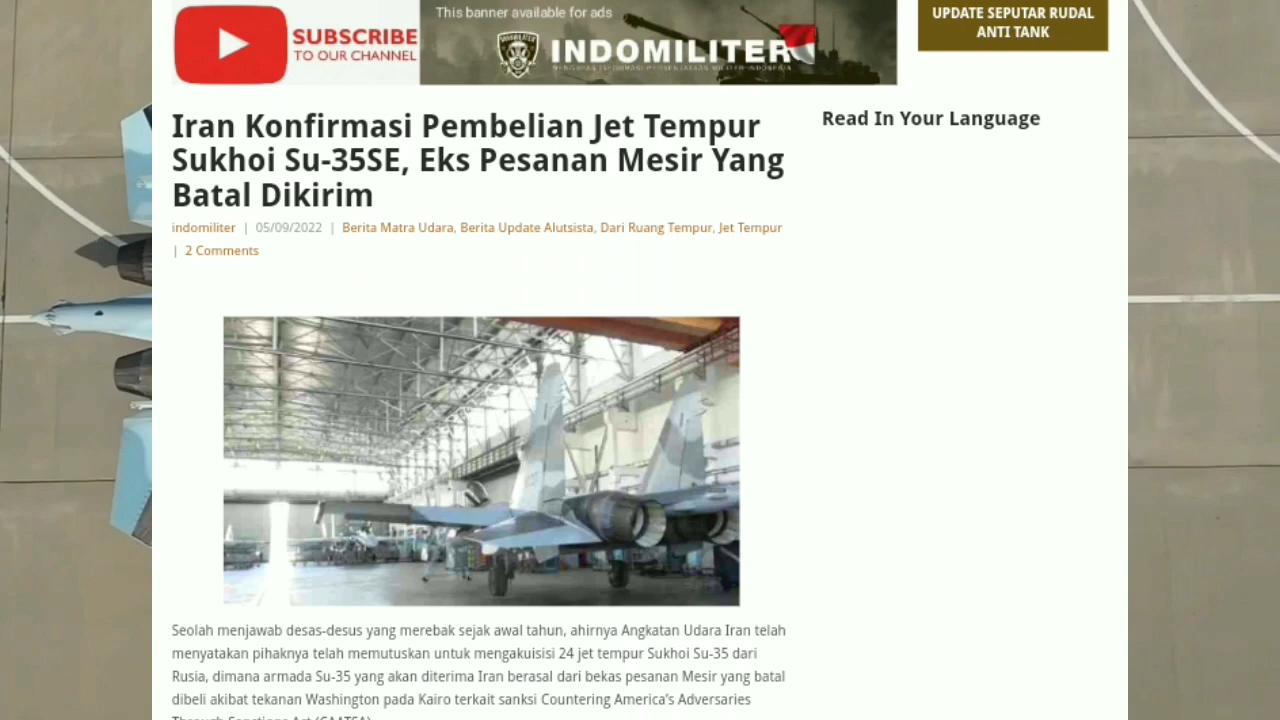 This banner available for ads
SUBSCRIBE
TO OUR CHANNEL
INDOMILITER
UPDATE SEPUTAR RUDAL
ANTI TANK
Iran Konfirmasi Pembelian Jet Tempur
Sukhoi Su-35SE, Eks Pesanan Mesir Yang
Batal Dikirim
Read In Your Language
indomiliter | 05/09/2022 | Berita Matra Udara, Berita Update Alutsista, Dari Ruang Tempur, Jet Tempur
| 2 Comments
Seolah menjawab desas-desus yang merebak sejak awal tahun, ahirnya Angkatan Udara Iran telah
menyatakan pihaknya telah memutuskan untuk mengakuisisi 24 jet tempur Sukhoi Su-35 dari
Rusia, dimana armada Su-35 yang akan diterima Iran berasal dari bekas pesanan Mesir yang batal
dibeli akibat tekanan Washington pada Kairo terkait sanksi Countering America's Adversaries